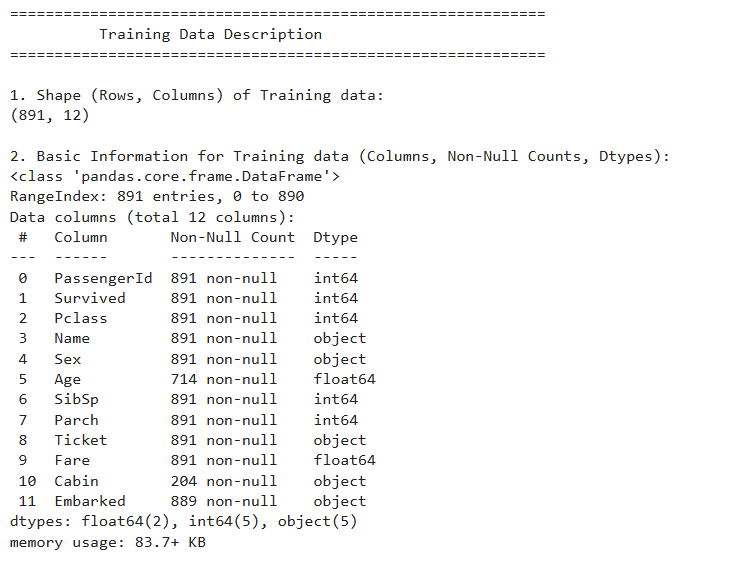 ============================================================
          Training Data Description
============================================================

1. Shape (Rows, Columns) of Training data:
(891, 12)

2. Basic Information for Training data (Columns, Non-Null Counts, Dtypes):
<class 'pandas.core.frame.DataFrame'>
RangeIndex: 891 entries, 0 to 890
Data columns (total 12 columns):
 #   Column       Non-Null Count  Dtype
---  ------       --------------  -----
 0   PassengerId  891 non-null    int64
 1   Survived     891 non-null    int64
 2   Pclass       891 non-null    int64
 3   Name         891 non-null    object
 4   Sex          891 non-null    object
 5   Age          714 non-null    float64
 6   SibSp        891 non-null    int64
 7   Parch        891 non-null    int64
 8   Ticket       891 non-null    object
 9   Fare         891 non-null    float64
 10  Cabin        204 non-null    object
 11  Embarked     889 non-null    object
dtypes: float64(2), int64(5), object(5)
memory usage: 83.7+ KB